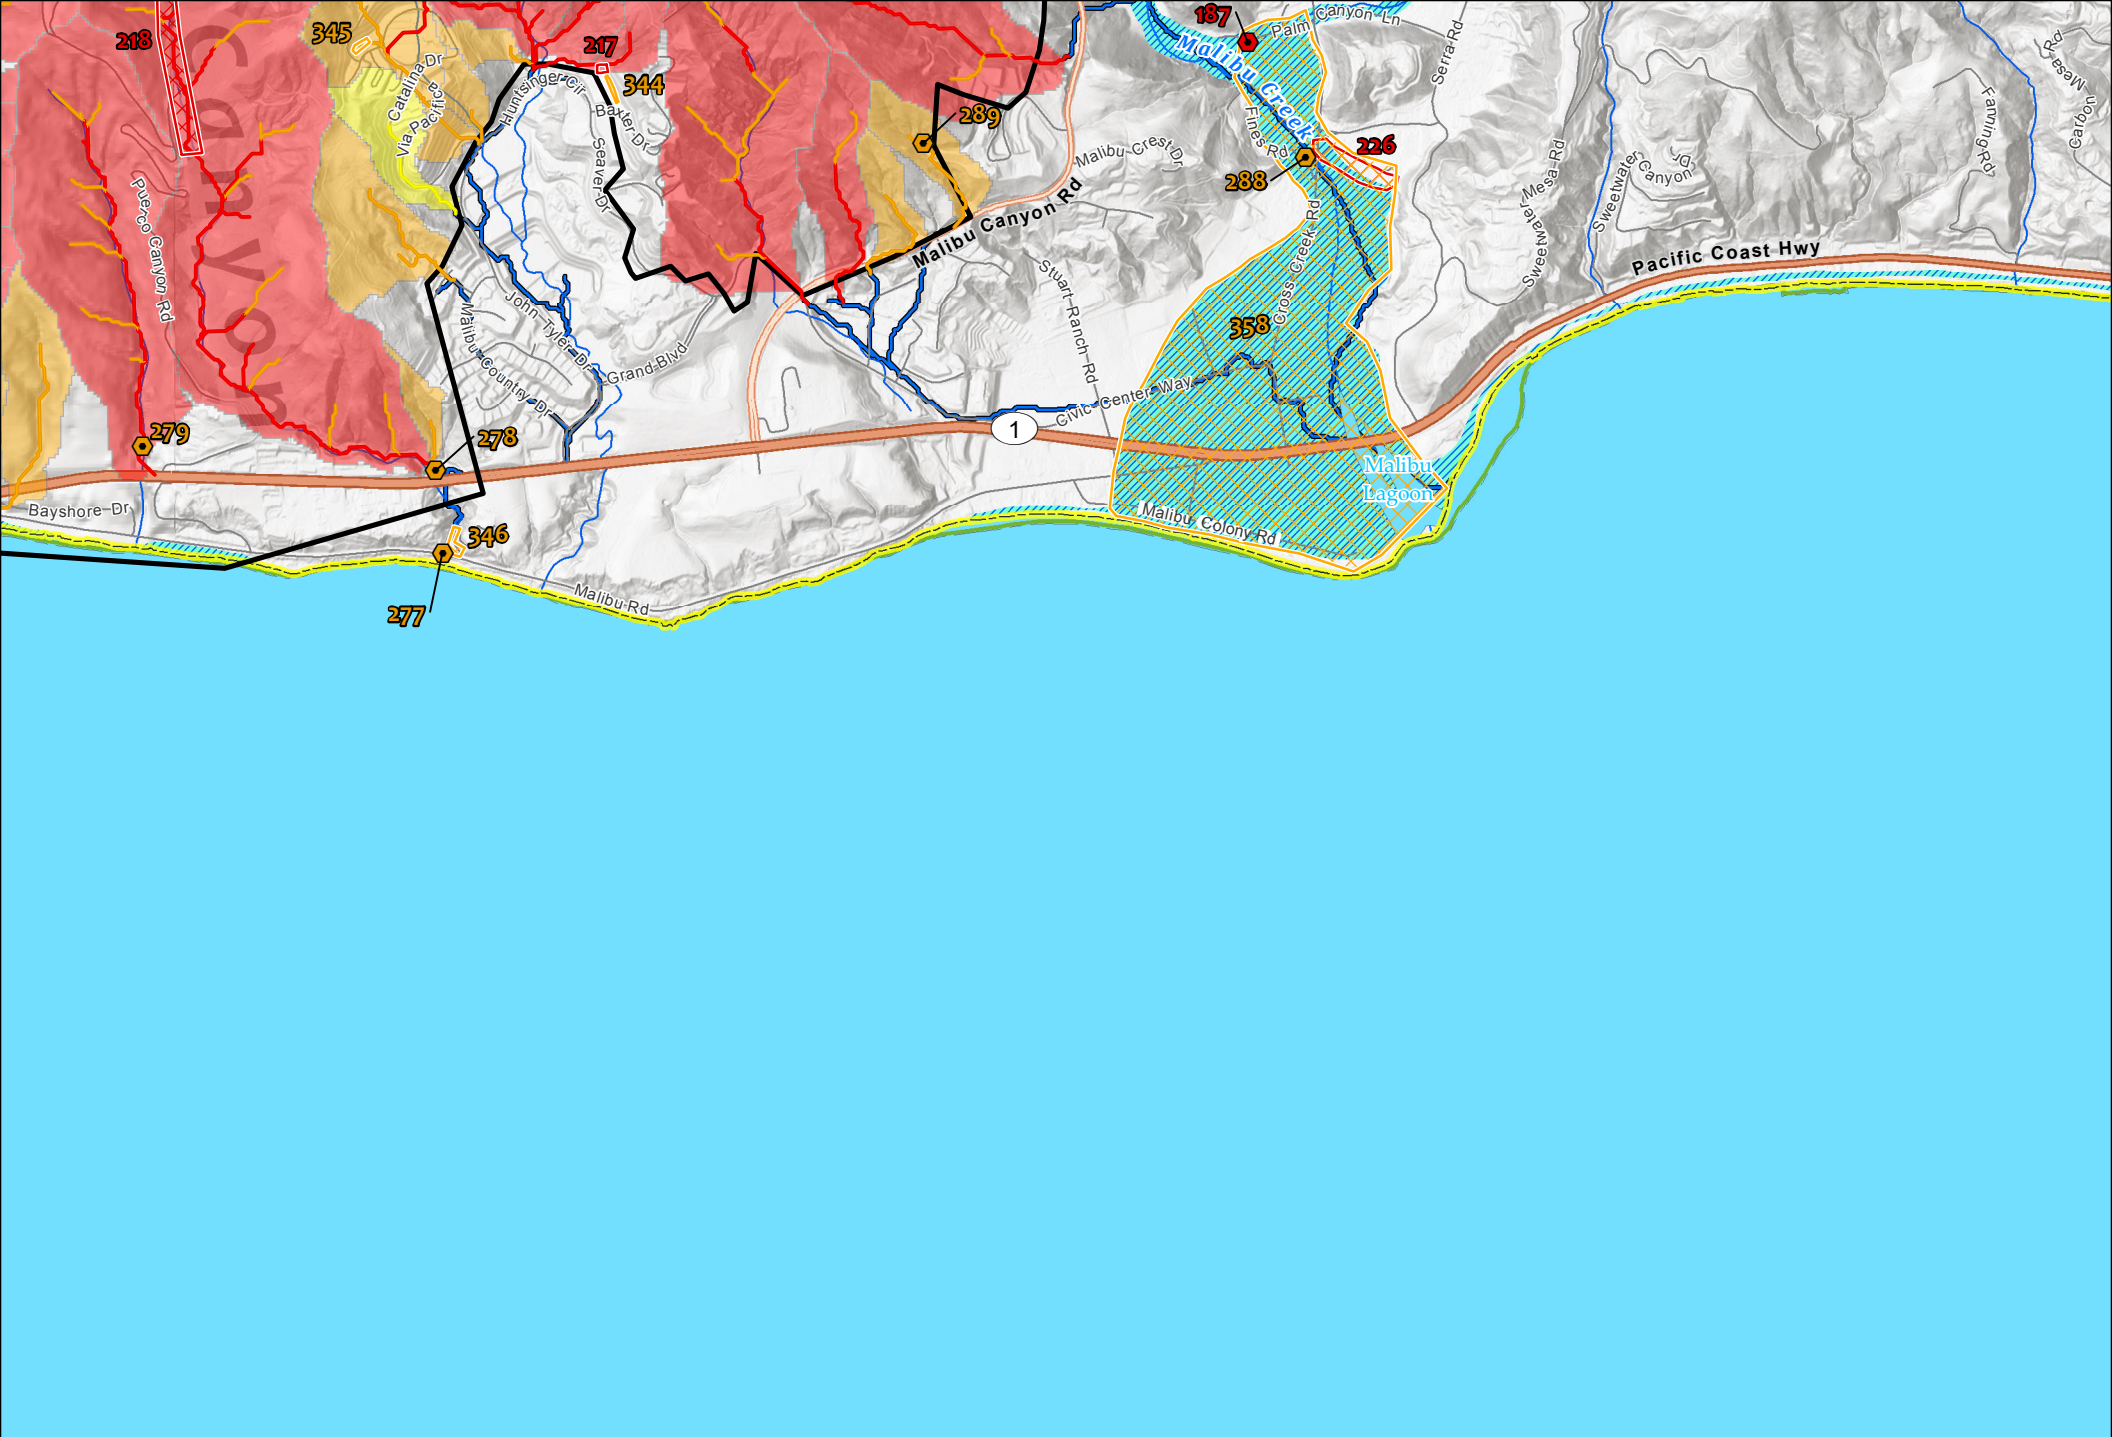 187
Palm Canyon Ln
218
345
217
344
Catalina Dr
Via Pacifica
Huntsinger Cir
Baxter Dr
Seaver Dr
Canyon
289
Malibu Creek
Fines Rd
226
288
Serra Rd
Mesa Rd
Mesa
Carbon
Fanning Rd
Malibu Crest Dr
Malibu Canyon Rd
Sweetwater Mesa Rd
Sweetwater
Canyon Dr
Puerco Canyon Rd
Cross Creek Rd
Pacific Coast Hwy
Stuart Ranch Rd
John Tyler Dr
Malibu Country Dr
Grand Blvd
358
Civic Center Way
1
279
278
Malibu
Lagoon
Bayshore Dr
Malibu Colony Rd
346
277
Malibu Rd